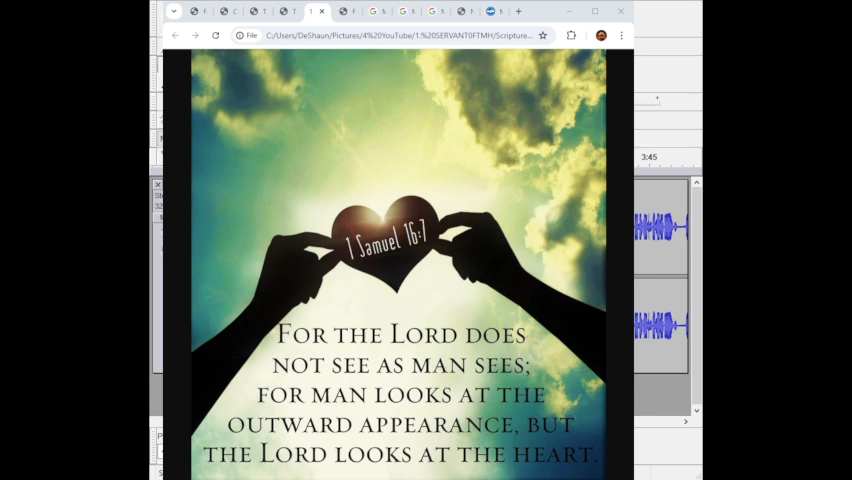 File
C:/Users/DeShaun/Pictures/4%20YouTube/1.%20SERVANT0FTMH/Scripture...
3:45
1 Samuel 16:7
For the Lord does
not see as man sees;
for man looks at the
outward appearance, but
the Lord looks at the heart.